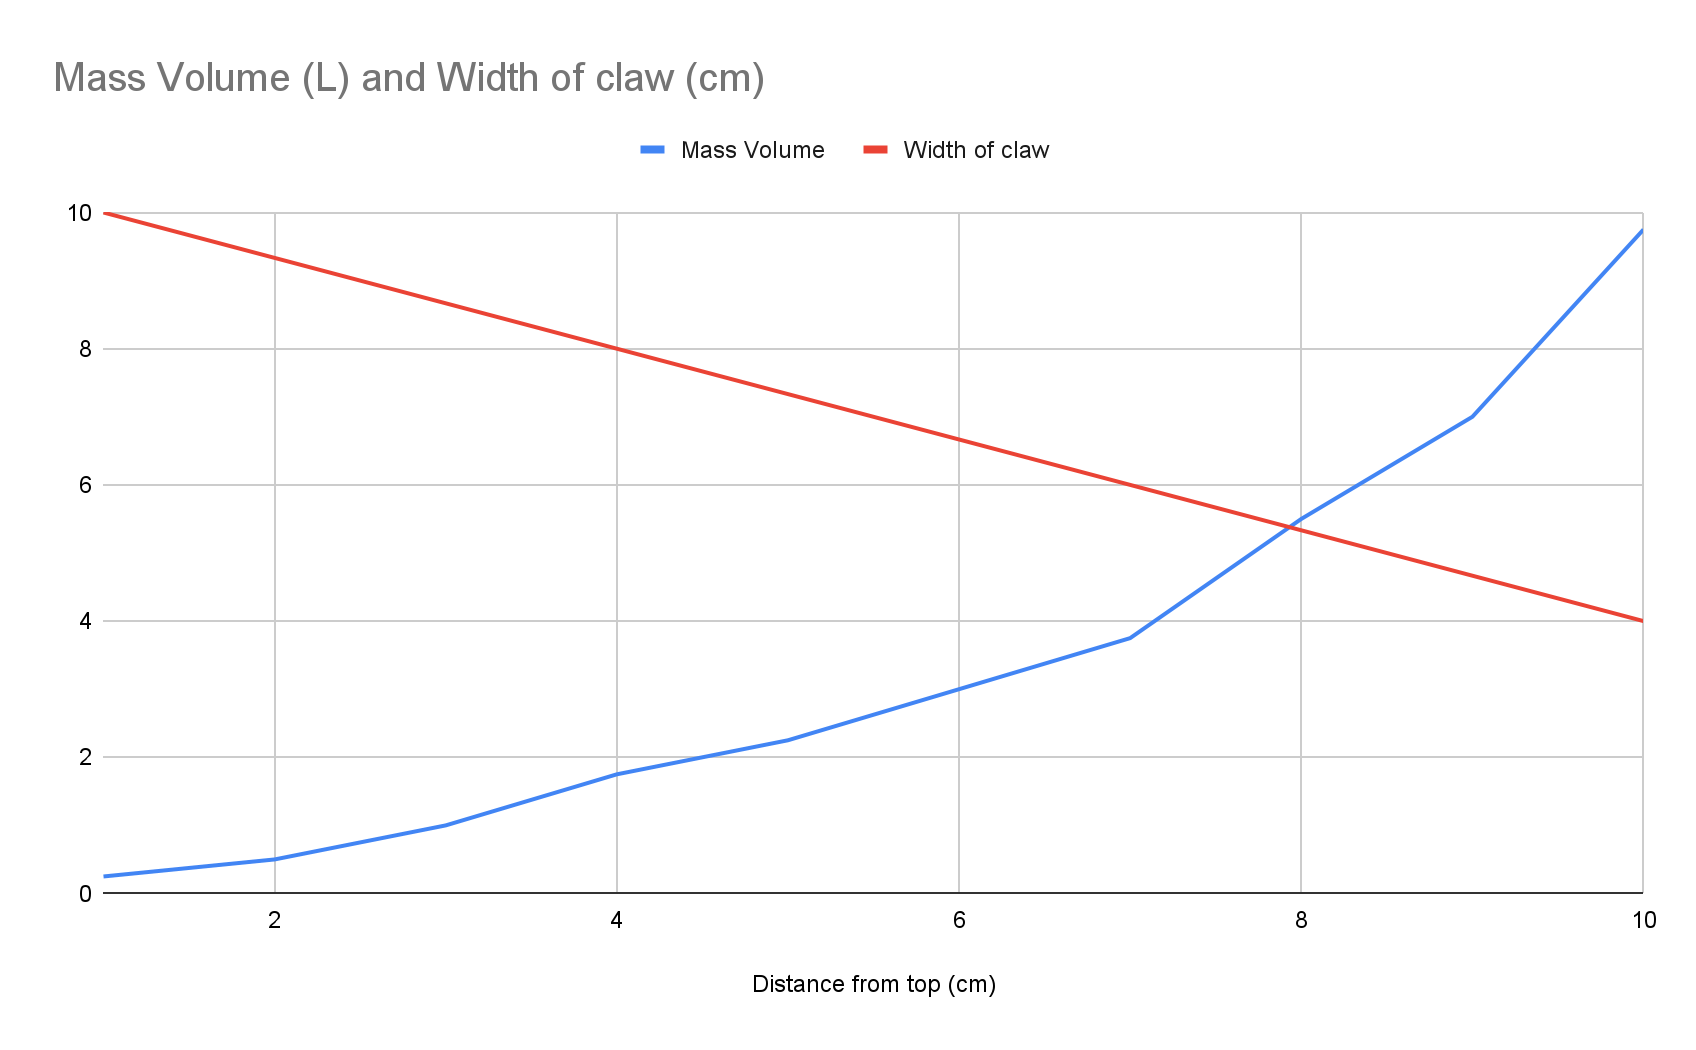 Mass Volume (L) and Width of claw (cm)
Mass Volume Width of claw
10
8
6
4
2
0
2 4 6 8 10
Distance from top (cm)